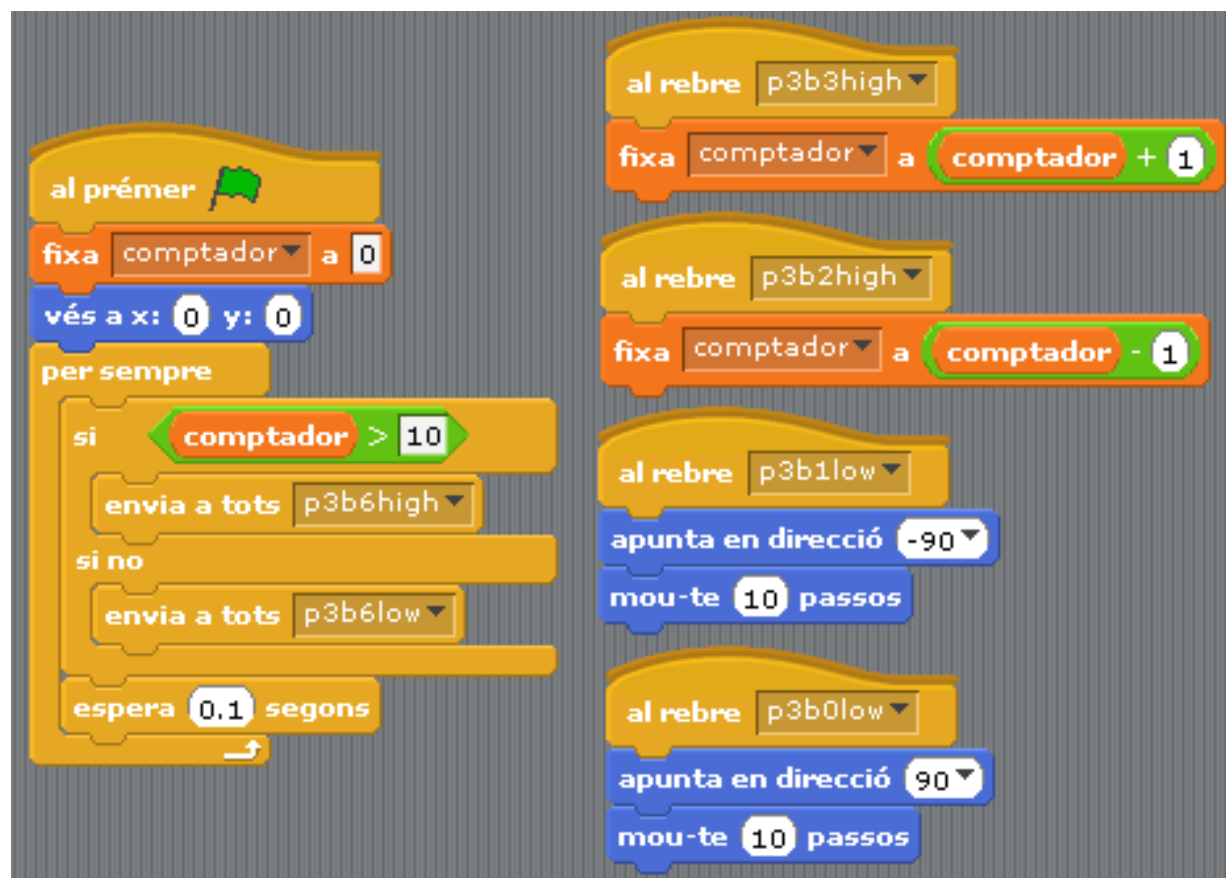 al prémer
fixa comptador a 0
vés a x: 0 y: 0
per sempre
si comptador > 10
envia a tots p3b6high
si no
envia a tots p3b6low
espera 0.1 segons
al rebre p3b3high
fixa comptador a comptador + 1
al rebre p3b2high
fixa comptador a comptador - 1
al rebre p3b1low
apunta en direcció -90
mou-te 10 passos
al rebre p3b0low
apunta en direcció 90
mou-te 10 passos